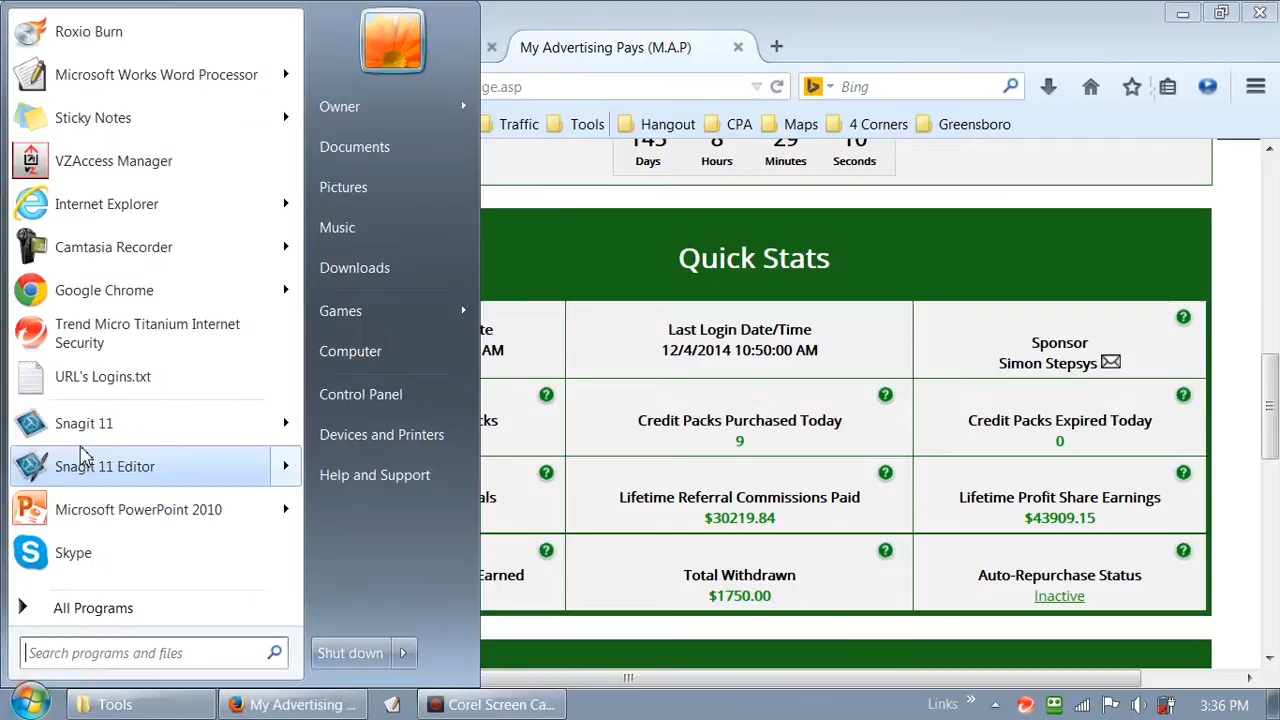 Roxio Burn
Microsoft Works Word Processor
Sticky Notes
VZAccess Manager
Internet Explorer
Camtasia Recorder
Google Chrome
Trend Micro Titanium Internet
Security
URL's Logins.txt
Snagit 11
Snagit 11 Editor
Microsoft PowerPoint 2010
Skype
All Programs
Search programs and files
Owner
Documents
Pictures
Music
Downloads
Games
Computer
Control Panel
Devices and Printers
Help and Support
Shut down
My Advertising Pays (M.A.P)
ge.asp
Bing
Traffic Tools Hangout CPA Maps 4 Corners Greensboro
145 8 29 10
Days Hours Minutes Seconds
Quick Stats
te
AM
Last Login Date/Time
12/4/2014 10:50:00 AM
Sponsor
Simon Stepsys
cks
Credit Packs Purchased Today
9
Credit Packs Expired Today
0
als
Lifetime Referral Commissions Paid
$30219.84
Lifetime Profit Share Earnings
$43909.15
Earned
Total Withdrawn
$1750.00
Auto-Repurchase Status
Inactive
Tools
My Advertising ...
Corel Screen Ca...
Links
3:36 PM